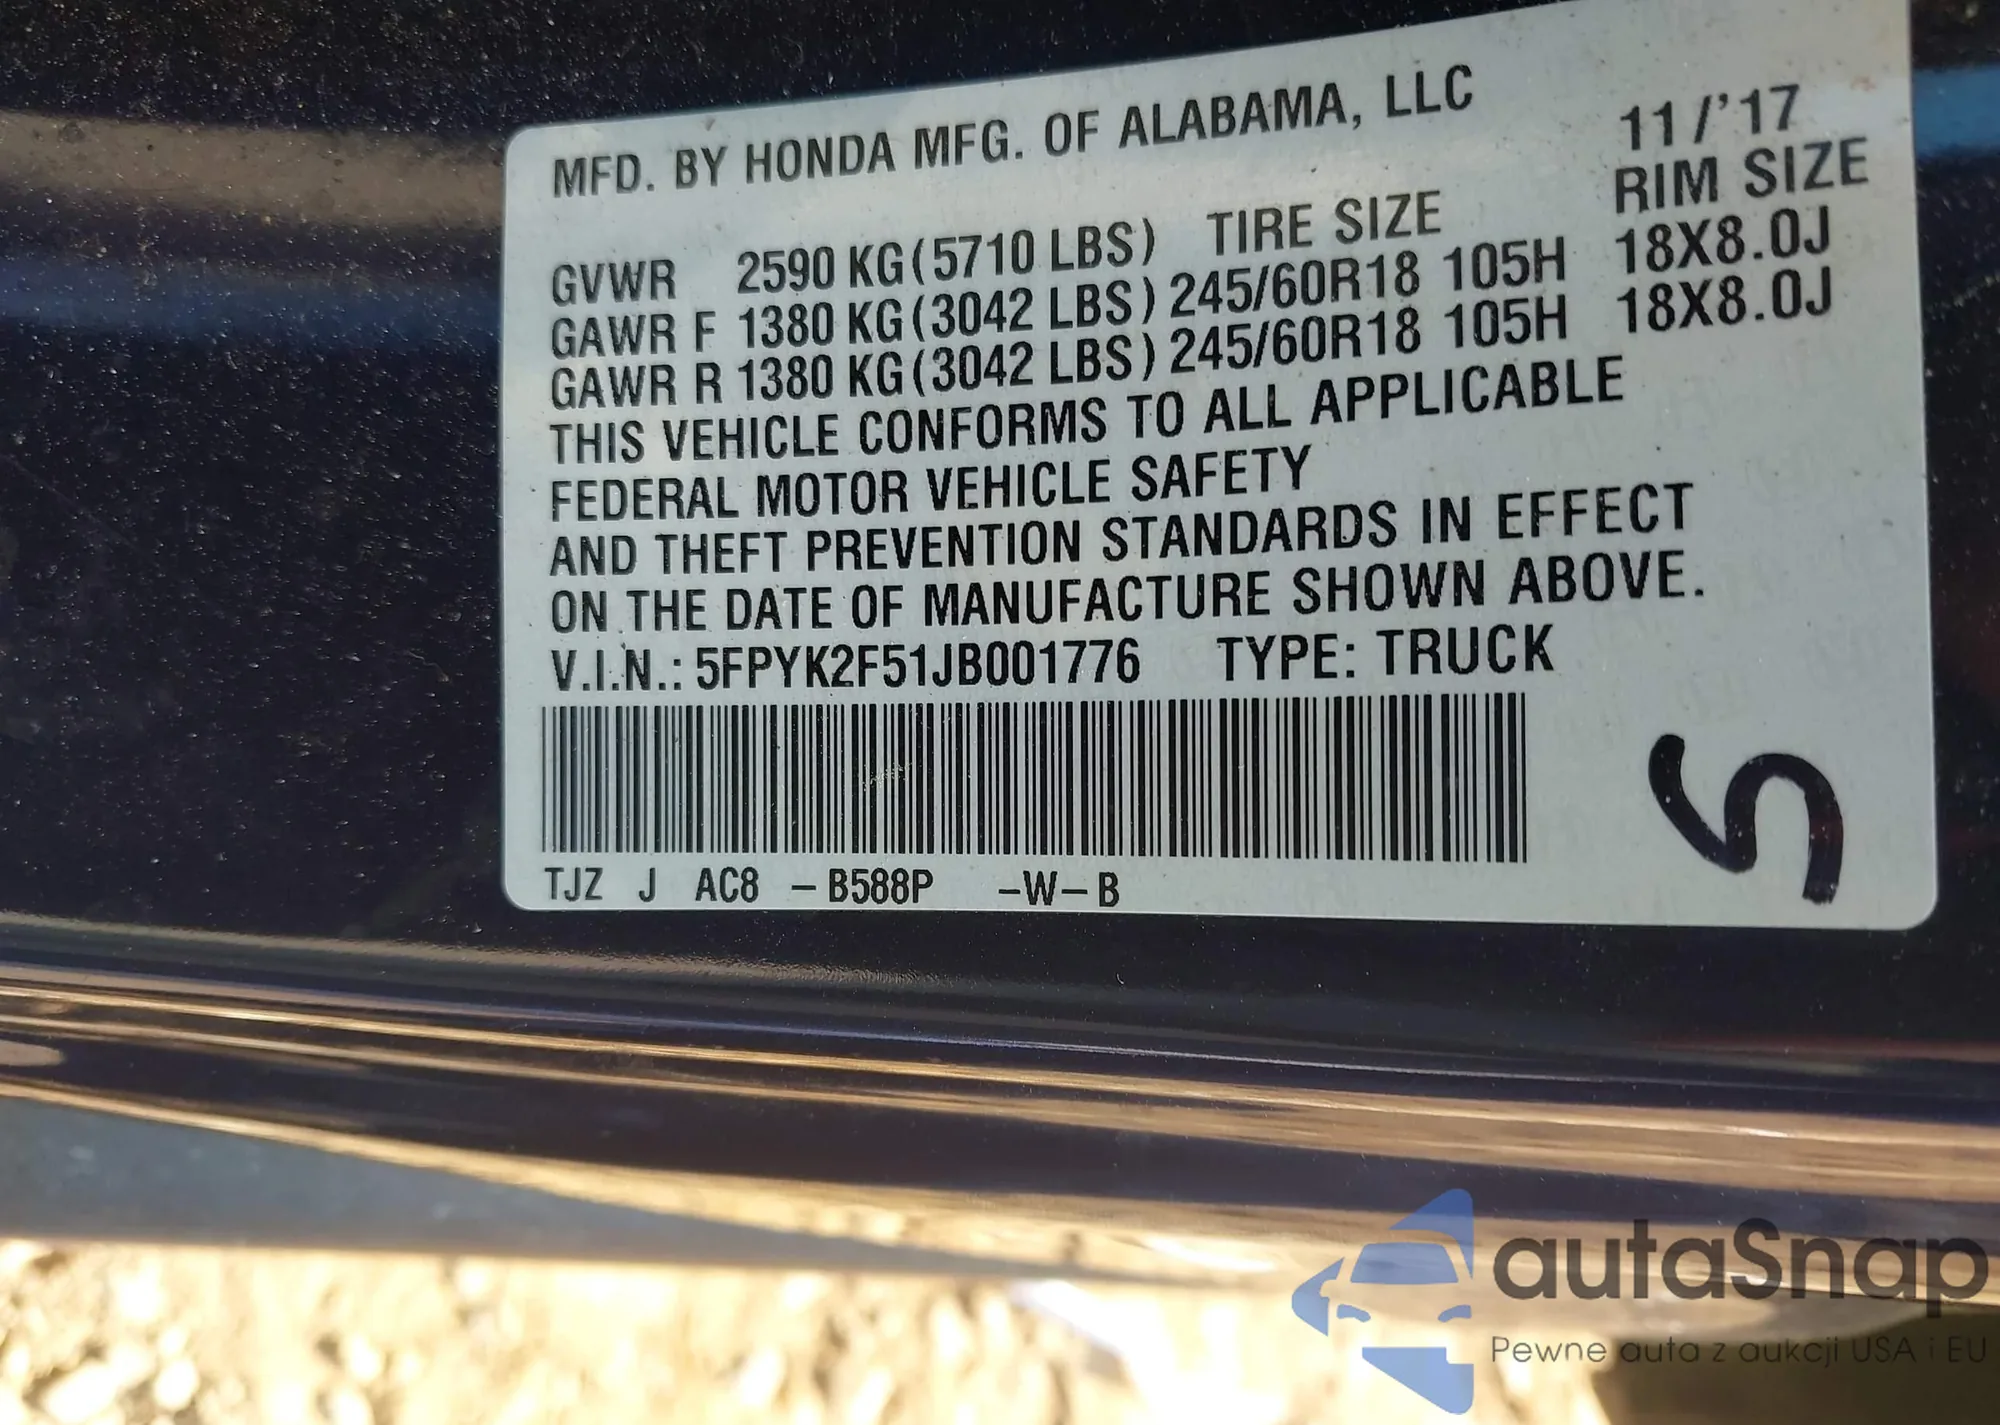 MFD. BY HONDA MFG. OF ALABAMA, LLC 11/'17
RIM SIZE
GVWR 2590 KG(5710 LBS) TIRE SIZE
GAWR F 1380 KG(3042 LBS) 245/60R18 105H 18X8.0J
GAWR R 1380 KG(3042 LBS) 245/60R18 105H 18X8.0J
THIS VEHICLE CONFORMS TO ALL APPLICABLE
FEDERAL MOTOR VEHICLE SAFETY
AND THEFT PREVENTION STANDARDS IN EFFECT
ON THE DATE OF MANUFACTURE SHOWN ABOVE.
V.I.N.: 5FPYK2F51JB001776 TYPE: TRUCK
TJZ J AC8 – B588P –W– B
5
autaSnap
Pewne auta z aukcji USA i EU